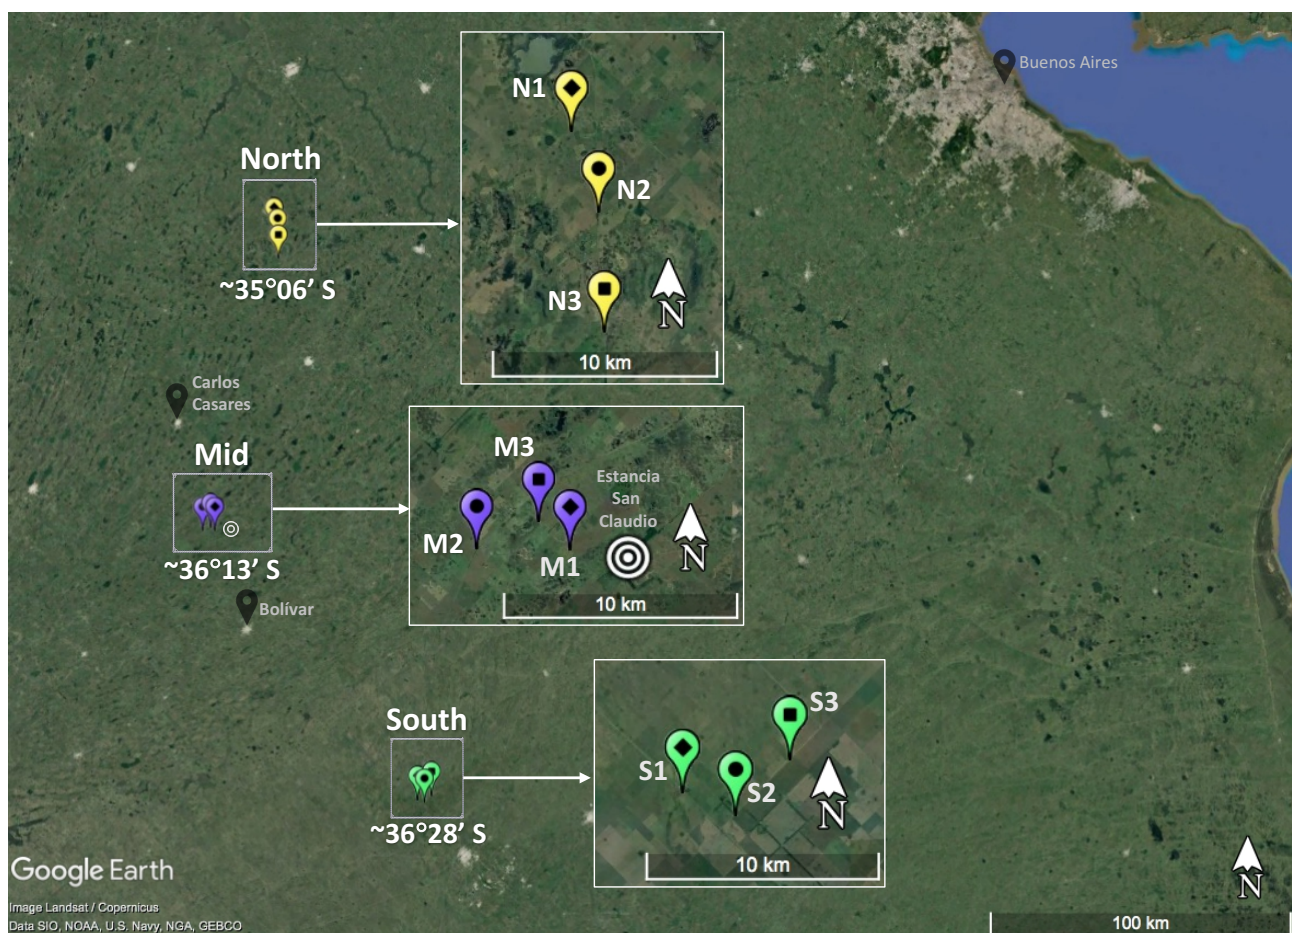 Buenos Aires
N1
North
N2
~35°06' S
N3
N
10 km
Carlos
Casares
Mid
M3
Estancia
San
Claudio
M2
M1
N
~36°13' S
10 km
Bolívar
South
S3
S1
S2
~36°28' S
N
10 km
Google Earth
N
Image Landsat / Copernicus
Data SIO, NOAA, U.S. Navy, NGA, GEBCO
100 km